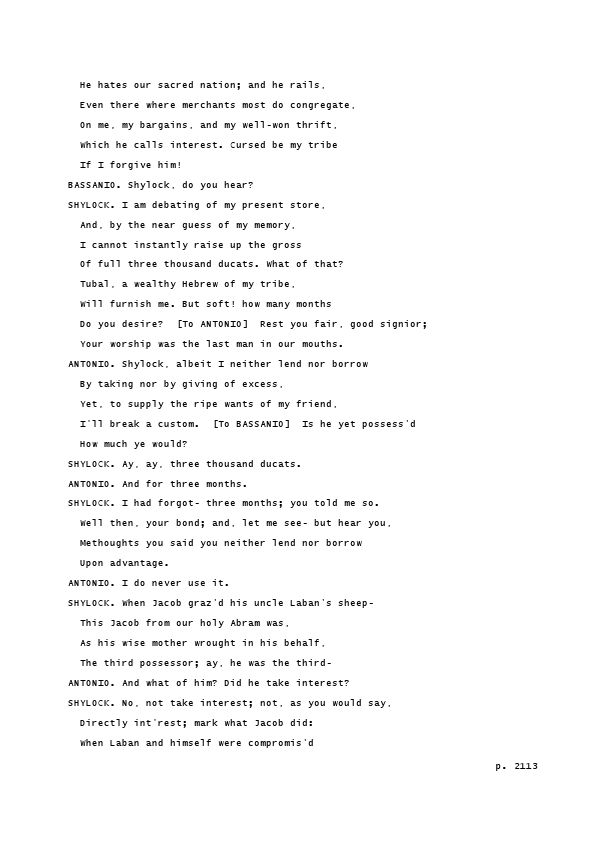 He hates our sacred nation; and he rails,
Even there where merchants most do congregate,
On me, my bargains, and my well-won thrift,
Which he calls interest. Cursed be my tribe
If I forgive him!
BASSANIO. Shylock, do you hear?
SHYLOCK. I am debating of my present store,
And, by the near guess of my memory,
I cannot instantly raise up the gross
Of full three thousand ducats. What of that?
Tubal, a wealthy Hebrew of my tribe,
Will furnish me. But soft! how many months
Do you desire?  [To ANTONIO]  Rest you fair, good signior;
Your worship was the last man in our mouths.
ANTONIO. Shylock, albeit I neither lend nor borrow
By taking nor by giving of excess,
Yet, to supply the ripe wants of my friend,
I'll break a custom.  [To BASSANIO]  Is he yet possess'd
How much ye would?
SHYLOCK. Ay, ay, three thousand ducats.
ANTONIO. And for three months.
SHYLOCK. I had forgot- three months; you told me so.
Well then, your bond; and, let me see- but hear you,
Methoughts you said you neither lend nor borrow
Upon advantage.
ANTONIO. I do never use it.
SHYLOCK. When Jacob graz'd his uncle Laban's sheep-
This Jacob from our holy Abram was,
As his wise mother wrought in his behalf,
The third possessor; ay, he was the third-
ANTONIO. And what of him? Did he take interest?
SHYLOCK. No, not take interest; not, as you would say,
Directly int'rest; mark what Jacob did:
When Laban and himself were compromis'd
p. 2113